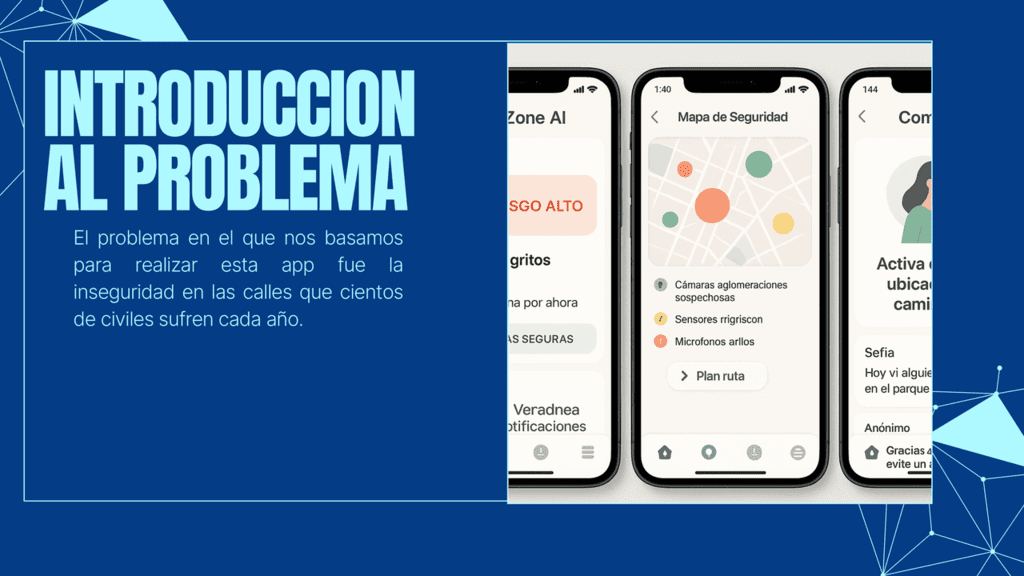 INTRODUCCION
AL PROBLEMA
El problema en el que nos basamos
para realizar esta app fue la
inseguridad en las calles que cientos
de civiles sufren cada año.
Zone AI
SGO ALTO
gritos
na por ahora
AS SEGURAS
Veradnea
otificaciones
1:40
Mapa de Seguridad
Cámaras aglomeraciones
sospechosas
Sensores rrigriscon
Microfonos arllos
Plan ruta
144
Com
Activa
ubica
cami
Sefia
Hoy vi alguie
en el parque
Anónimo
Gracias
evite un a